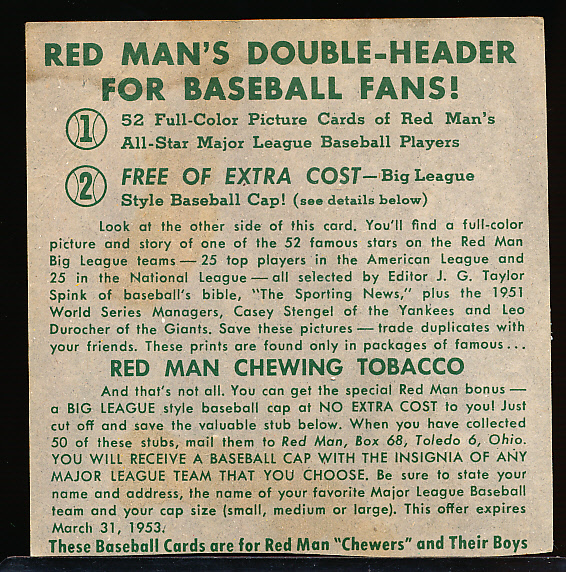 RED MAN'S DOUBLE-HEADER
FOR BASEBALL FANS!
1 52 Full-Color Picture Cards of Red Man's
All-Star Major League Baseball Players
2 FREE OF EXTRA COST—Big League
Style Baseball Cap! (see details below)
Look at the other side of this card. You'll find a full-color
picture and story of one of the 52 famous stars on the Red Man
Big League teams — 25 top players in the American League and
25 in the National League — all selected by Editor J. G. Taylor
Spink of baseball's bible, "The Sporting News," plus the 1951
World Series Managers, Casey Stengel of the Yankees and Leo
Durocher of the Giants. Save these pictures — trade duplicates with
your friends. These prints are found only in packages of famous...
RED MAN CHEWING TOBACCO
And that's not all. You can get the special Red Man bonus —
a BIG LEAGUE style baseball cap at NO EXTRA COST to you! Just
cut off and save the valuable stub below. When you have collected
50 of these stubs, mail them to Red Man, Box 68, Toledo 6, Ohio.
YOU WILL RECEIVE A BASEBALL CAP WITH THE INSIGNIA OF ANY
MAJOR LEAGUE TEAM THAT YOU CHOOSE. Be sure to state your
name and address, the name of your favorite Major League Baseball
team and your cap size (small, medium or large). This offer expires
March 31, 1953.
These Baseball Cards are for Red Man "Chewers" and Their Boys